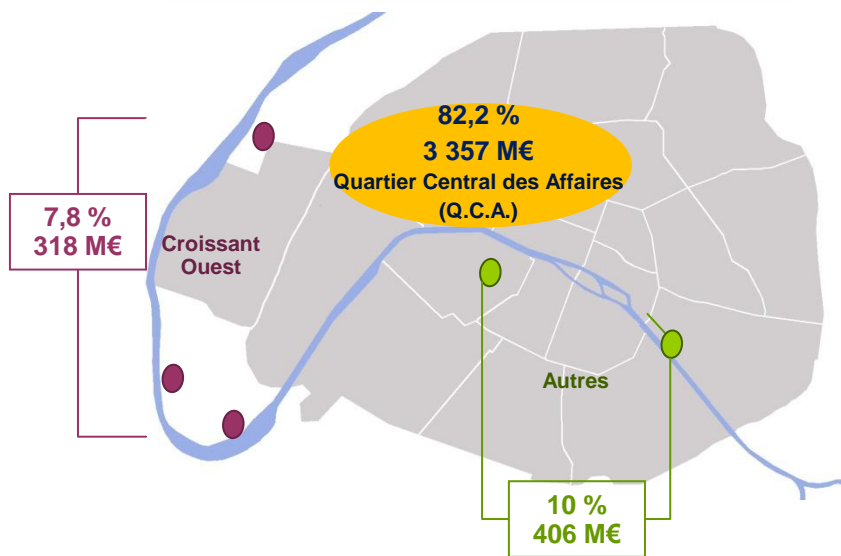 82,2 %
3 357 M€
Quartier Central des Affaires
(Q.C.A.)
7,8 %
318 M€
Croissant
Ouest
Autres
10 %
406 M€